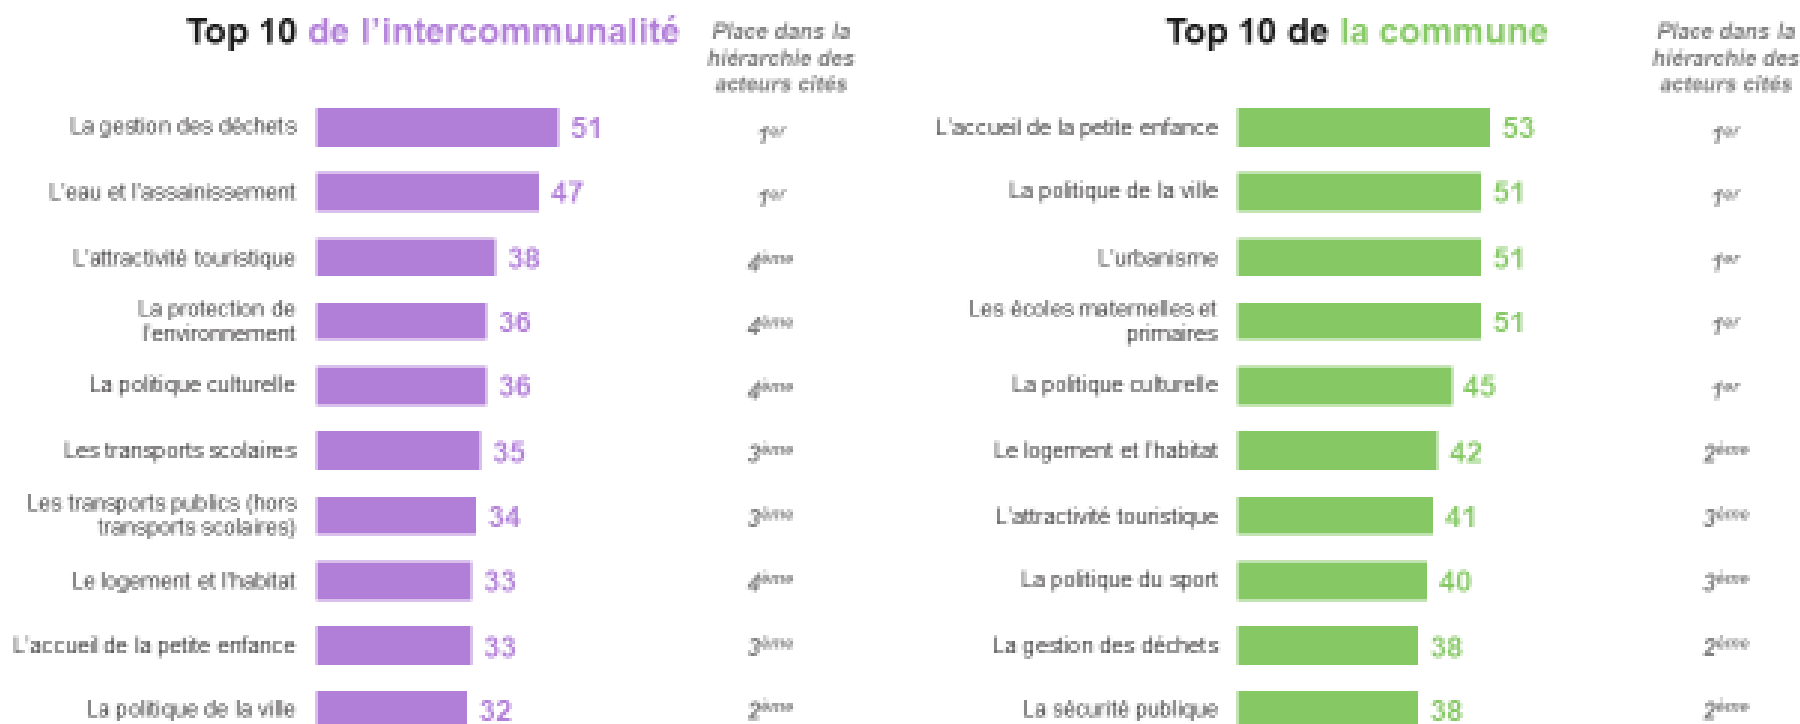 Top 10 de l'intercommunalité
Place dans la
hiérarchie des
acteurs cités
La gestion des déchets 51 1er
L'eau et l'assainissement 47 1er
L'attractivité touristique 38 4ème
La protection de
l'environnement 36 4ème
La politique culturelle 36 4ème
Les transports scolaires 35 3ème
Les transports publics (hors
transports scolaires) 34 3ème
Le logement et l'habitat 33 4ème
L'accueil de la petite enfance 33 3ème
La politique de la ville 32 2ème
Top 10 de la commune
Place dans la
hiérarchie des
acteurs cités
L'accueil de la petite enfance 53 1er
La politique de la ville 51 1er
L'urbanisme 51 1er
Les écoles maternelles et
primaires 51 1er
La politique culturelle 45 1er
Le logement et l'habitat 42 2ème
L'attractivité touristique 41 3ème
La politique du sport 40 3ème
La gestion des déchets 38 2ème
La sécurité publique 38 2ème